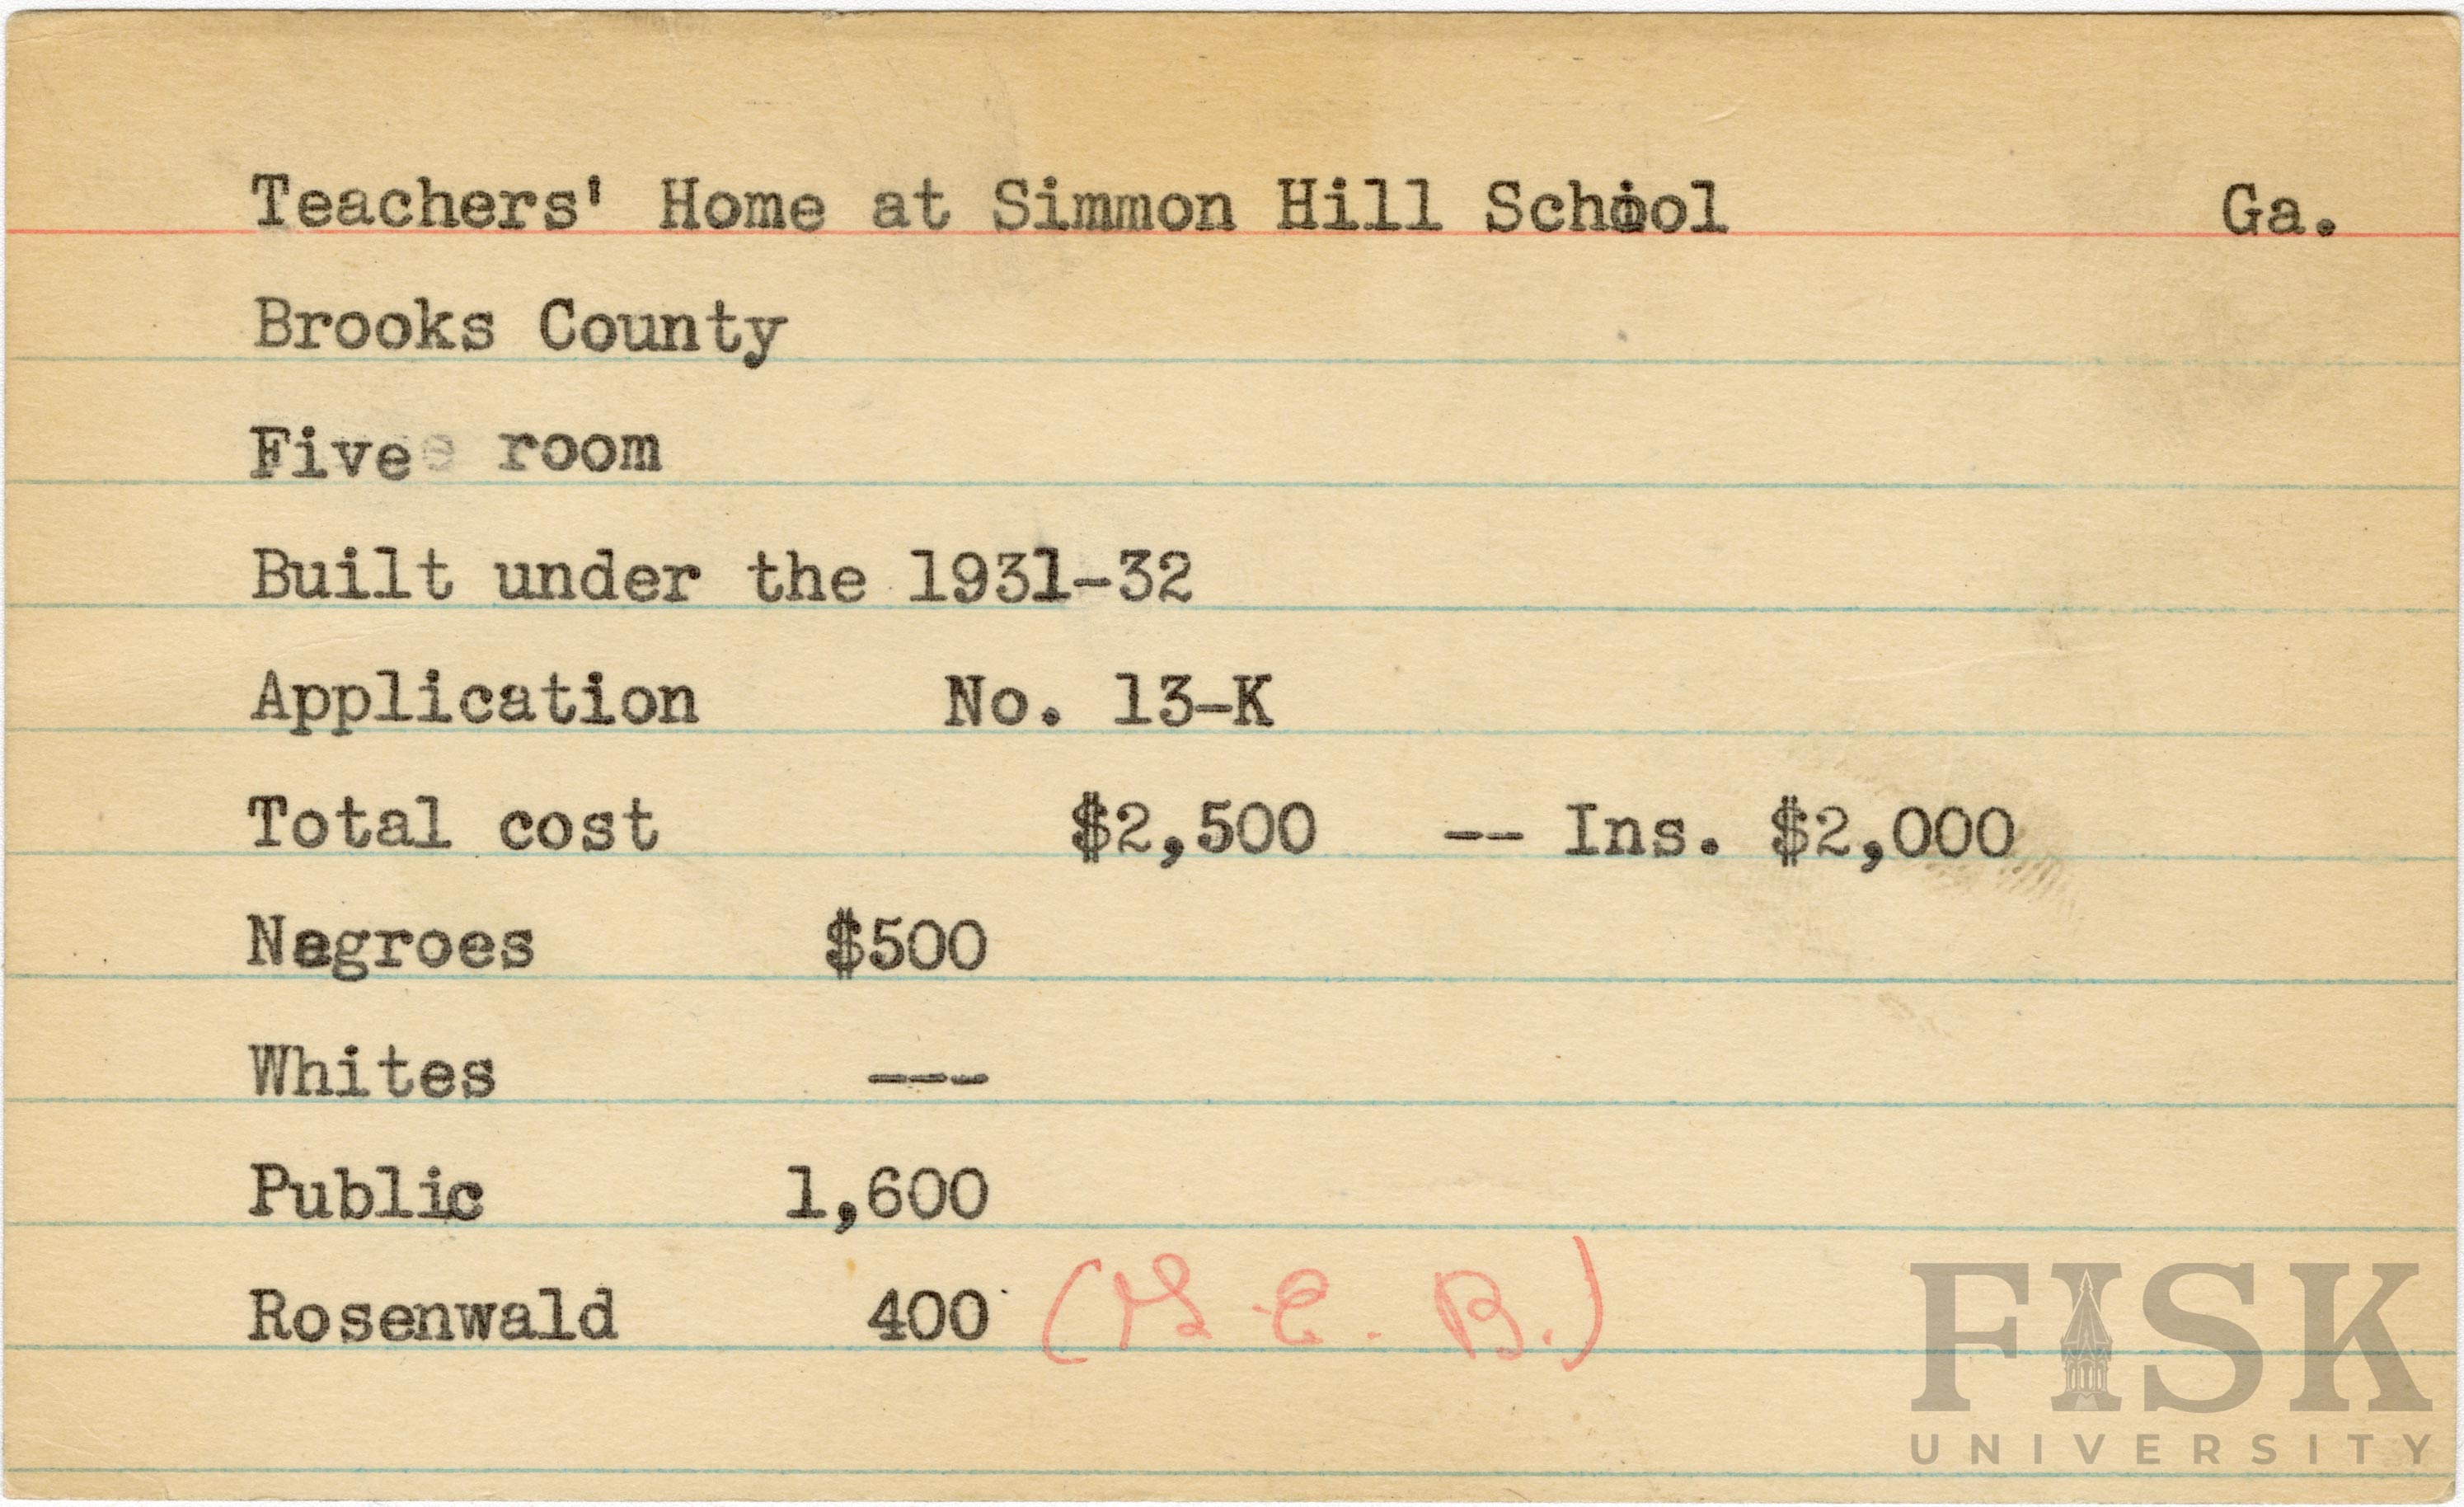 Teachers' Home at Simmon Hill School Ga.
Brooks County
Five room
Built under the 1931-32
Application No. 13-K
Total cost $2,500 -- Ins. $2,000
Negroes $500
Whites ---
Public 1,600
Rosenwald 400 (G. E. B.)
FISK
UNIVERSITY